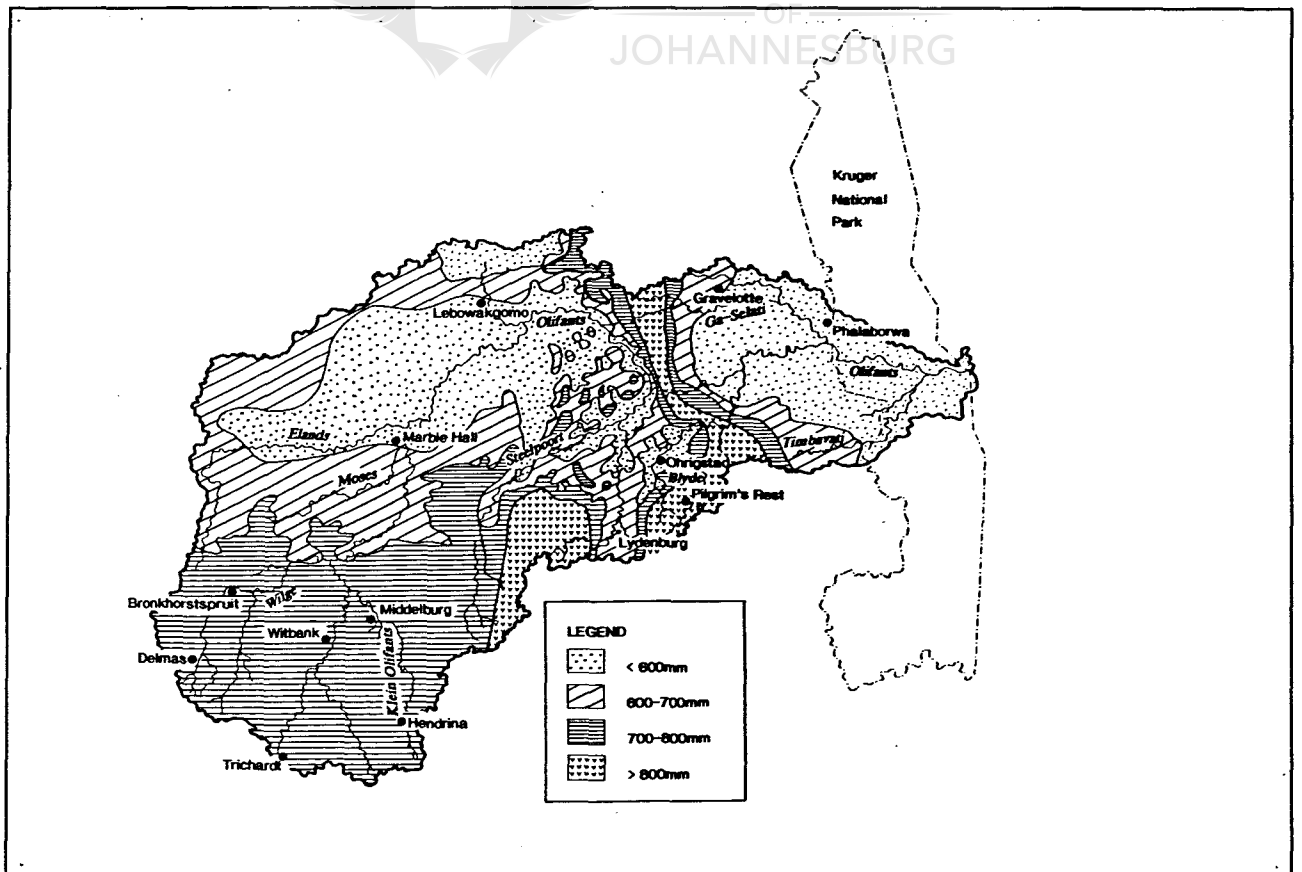 OF
JOHANNESBURG
Kruger
National
Park
Gravelotte
Ga-Selati
Phalaborwa
Lebowakgomo
Olifants
Olifants
Elands
Marble Hall
Steelpoort
Timbavati
Moses
Ohrigstad
Blyde
Pilgrim's Rest
Lydenburg
Bronkhorstspruit
Wilge
Middelburg
Witbank
Delmas
Klein Olifants
Hendrina
Trichardt
LEGEND
< 600mm
600-700mm
700-800mm
> 800mm